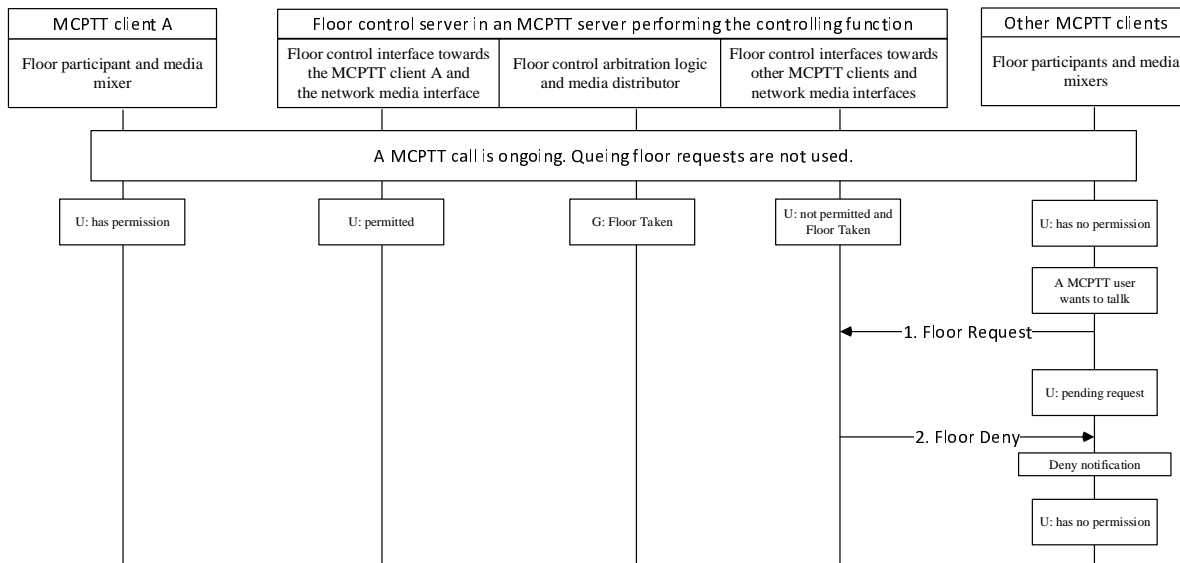 MCPTT client A
Floor participant and media
mixer
Floor control server in an MCPTT server performing the controlling function
Floor control interface towards
the MCPTT client A and
the network media interface
Floor control arbitration logic
and media distributor
Floor control interfaces towards
other MCPTT clients and
network media interfaces
Other MCPTT clients
Floor participants and media
mixers
A MCPTT call is ongoing. Queing floor requests are not used.
U: has permission
U: permitted
G: Floor Taken
U: not permitted and
Floor Taken
U: has no permission
A MCPTT user
wants to tallk
1. Floor Request
U: pending request
2. Floor Deny
Deny notification
U: has no permission